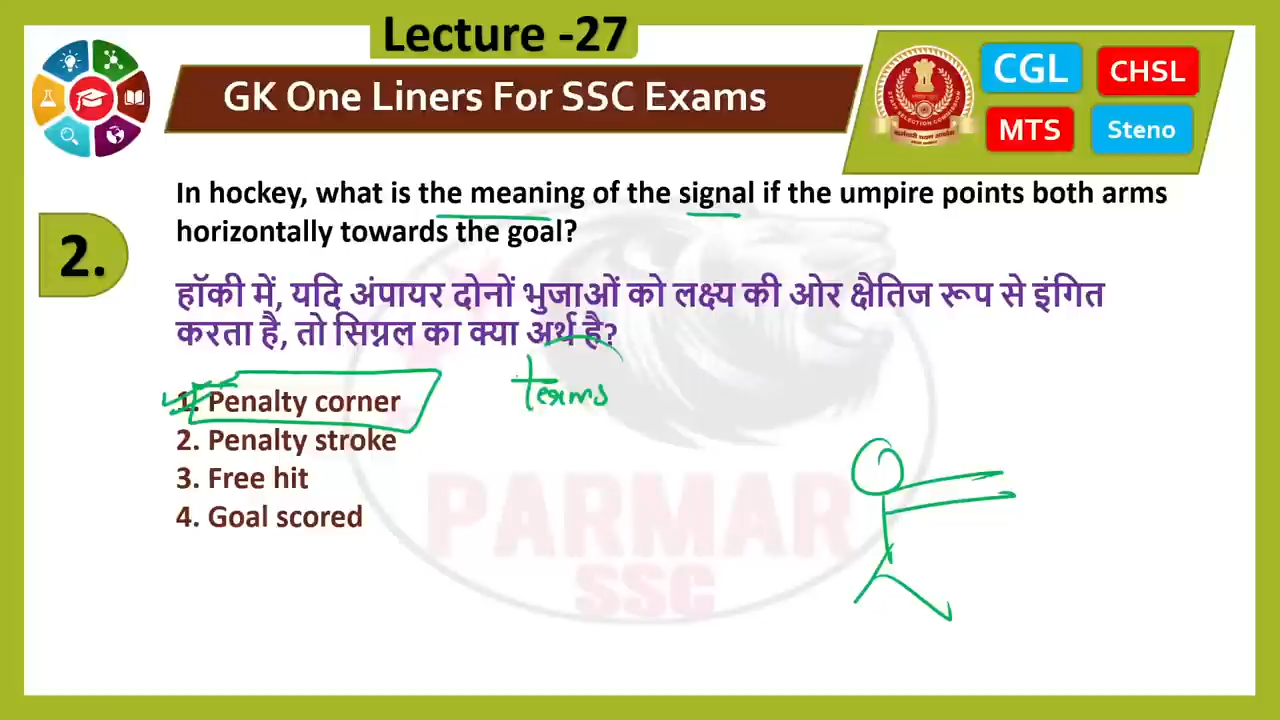 Lecture -27
GK One Liners For SSC Exams
CGL
CHSL
MTS
Steno
2.
In hockey, what is the meaning of the signal if the umpire points both arms
horizontally towards the goal?
हॉकी में, यदि अंपायर दोनों भुजाओं को लक्ष्य की ओर क्षैतिज रूप से इंगित
करता है, तो सिग्नल का क्या अर्थ है?
terms
1. Penalty corner
2. Penalty stroke
3. Free hit
4. Goal scored
PARMAR
SSC